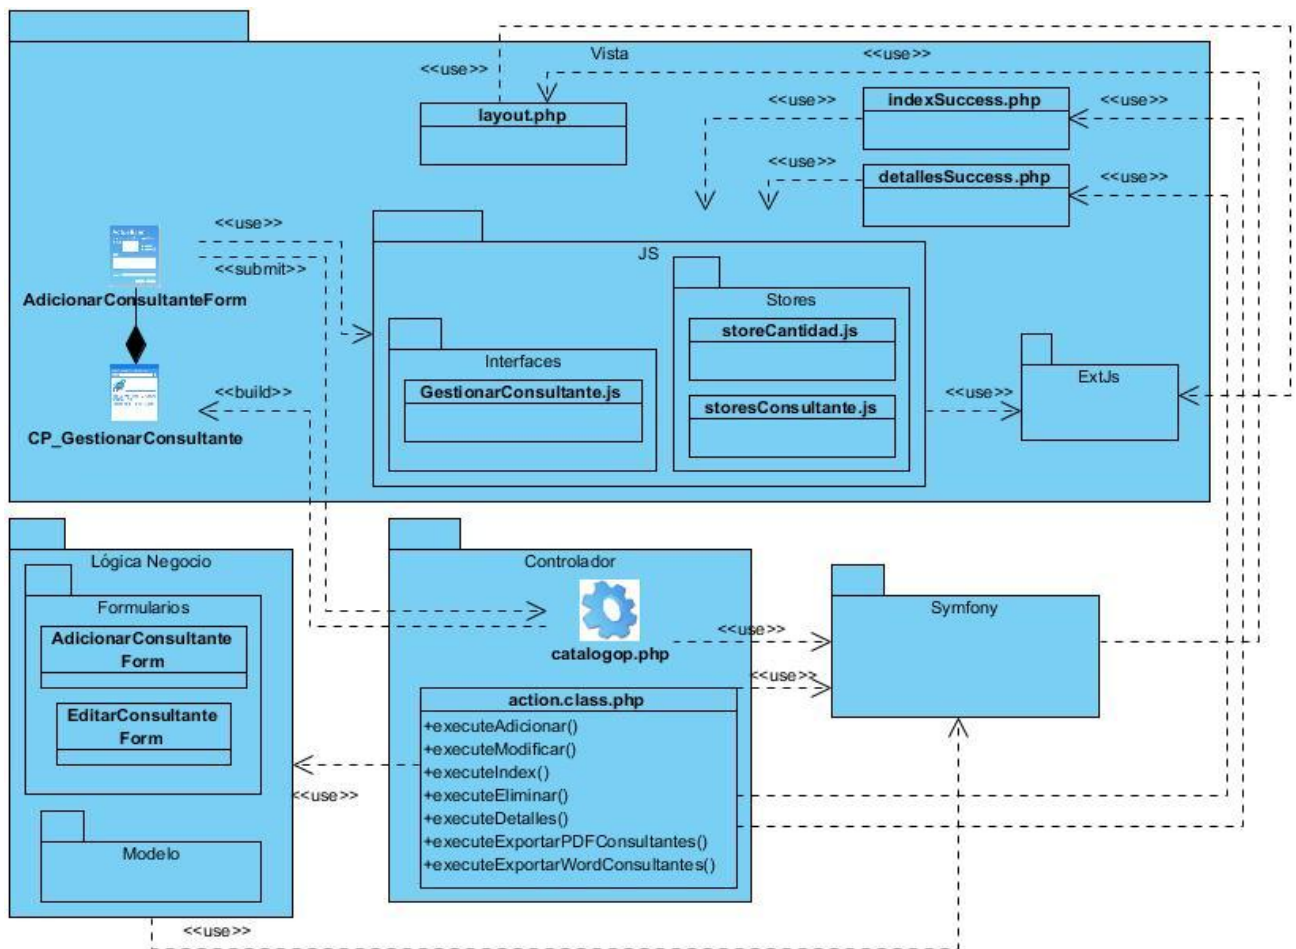 Vista
<<use>>
<<use>>
layout.php
<<use>>
indexSuccess.php
<<use>>
<<use>>
detallesSuccess.php
<<use>>
<<use>>
<<submit>>
AdicionarConsultanteForm
JS
Stores
storeCantidad.js
storesConsultante.js
Interfaces
GestionarConsultante.js
<<use>>
ExtJs
<<build>>
CP_GestionarConsultante
Lógica Negocio
Formularios
AdicionarConsultante
Form
EditarConsultante
Form
Modelo
<<use>>
Controlador
catalogop.php
<<use>>
<<use>>
action.class.php
+executeAdicionar()
+executeModificar()
+executeIndex()
+executeEliminar()
+executeDetalles()
+executeExportarPDFConsultantes()
+executeExportarWordConsultantes()
Symfony
<<use>>